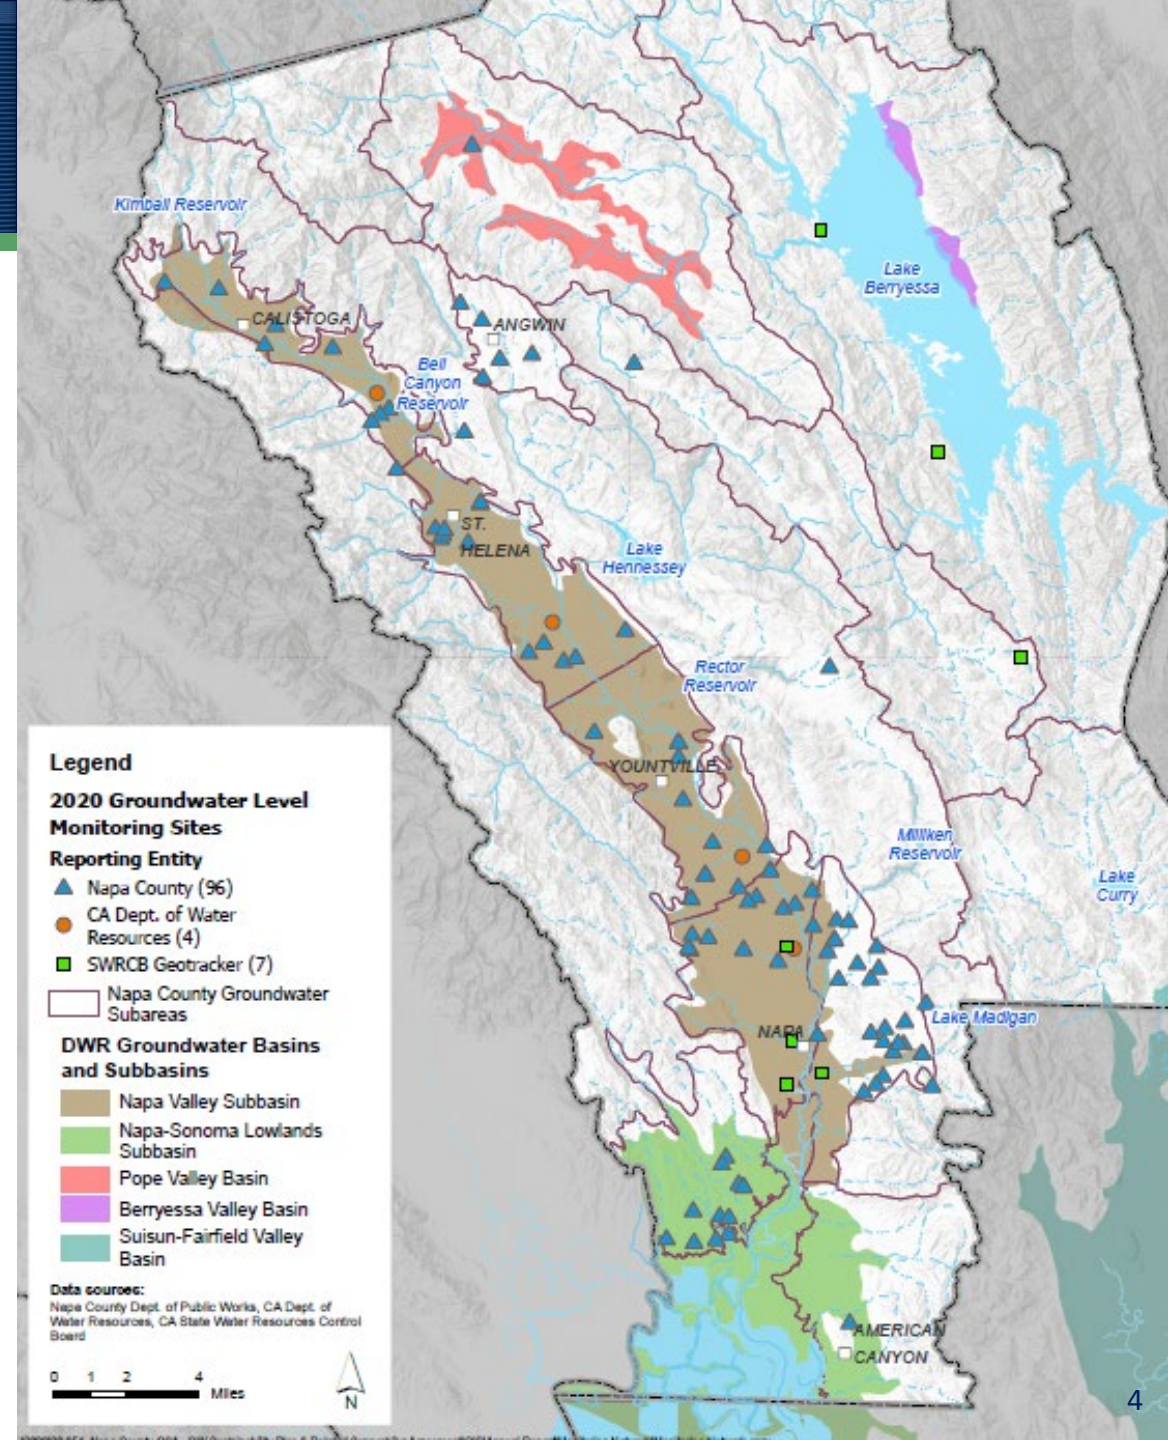 Kimball Reservoir
CALISTOGA
ANGWIN
Bell
Canyon
Reservoir
Lake
Berryessa
ST.
HELENA
Lake
Hennessey
Rector
Reservoir
YOUNTVILLE
Milliken
Reservoir
Lake
Curry
NAPA
Lake Madigan
AMERICAN
CANYON
Legend
2020 Groundwater Level
Monitoring Sites
Reporting Entity
Napa County (96)
CA Dept. of Water
Resources (4)
SWRCB Geotracker (7)
Napa County Groundwater
Subareas
DWR Groundwater Basins
and Subbasins
Napa Valley Subbasin
Napa-Sonoma Lowlands
Subbasin
Pope Valley Basin
Berryessa Valley Basin
Suisun-Fairfield Valley
Basin
Data sources:
Napa County Dept. of Public Works, CA Dept. of
Water Resources, CA State Water Resources Control
Board
0 1 2 4
Miles
N
4